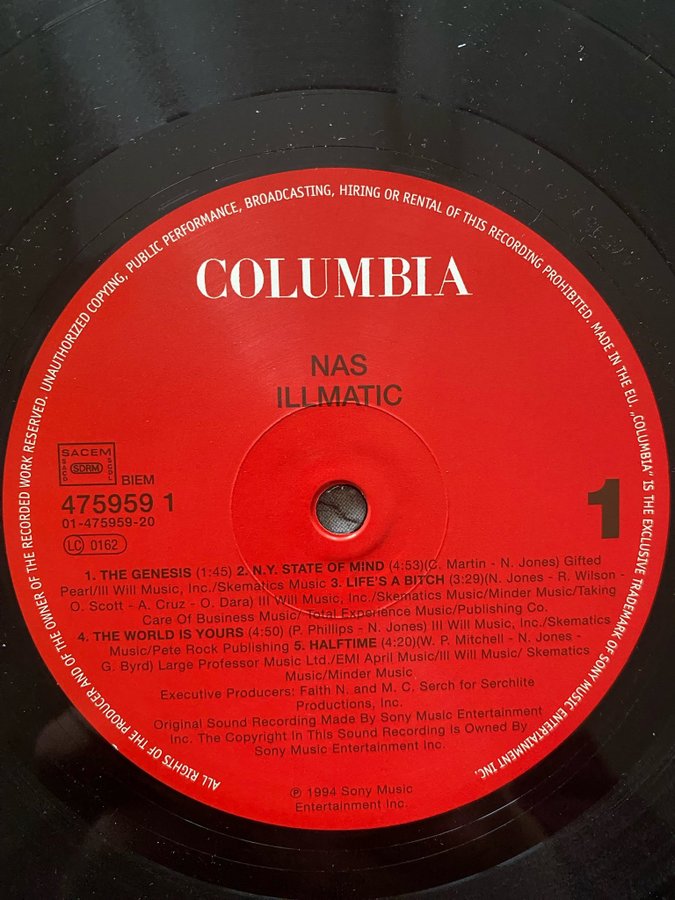 UNAUTHORIZED COPYING, PUBLIC PERFORMANCE, BROADCASTING, HIRING OR RENTAL OF THIS RECORDING PROHIBITED. MADE IN THE EU. „COLUMBIA“ IS THE EXCLUSIVE TRADEMARK OF SONY MUSIC ENTERTAINMENT INC.
ALL RIGHTS OF THE PRODUCER AND OF THE OWNER OF THE RECORDED WORK RESERVED.
COLUMBIA
NAS
ILLMATIC
SACEM
SACD
SDRM
SCDL
BIEM
475959 1
01-475959-20
LC 0162
1
1. THE GENESIS (1:45) 2. N.Y. STATE OF MIND (4:53)(C. Martin - N. Jones) Gifted
Pearl/Ill Will Music, Inc./Skematics Music 3. LIFE'S A BITCH (3:29)(N. Jones - R. Wilson -
O. Scott - A. Cruz - O. Dara) Ill Will Music, Inc./Skematics Music/Minder Music/Taking
Care Of Business Music/ Total Experience Music/Publishing Co.
4. THE WORLD IS YOURS (4:50) (P. Phillips - N. Jones) Ill Will Music, Inc./Skematics
Music/Pete Rock Publishing 5. HALFTIME (4:20)(W. P. Mitchell - N. Jones -
G. Byrd) Large Professor Music Ltd./EMI April Music/Ill Will Music/ Skematics
Music/Minder Music
Executive Producers: Faith N. and M. C. Serch for Serchlite
Productions, Inc.
Original Sound Recording Made By Sony Music Entertainment
Inc. The Copyright In This Sound Recording Is Owned By
Sony Music Entertainment Inc.
℗ 1994 Sony Music
Entertainment Inc.